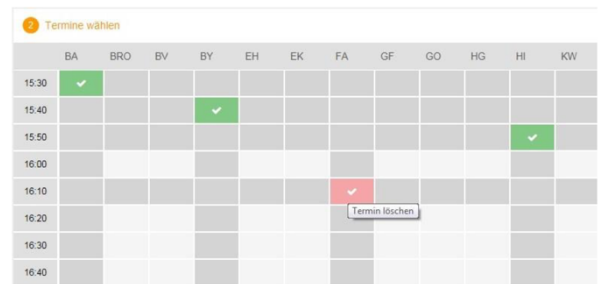 2 Termine wählen
BA BRO BV BY EH EK FA GF GO HG HI KW
15:30
15:40
15:50
16:00
16:10
Termin löschen
16:20
16:30
16:40